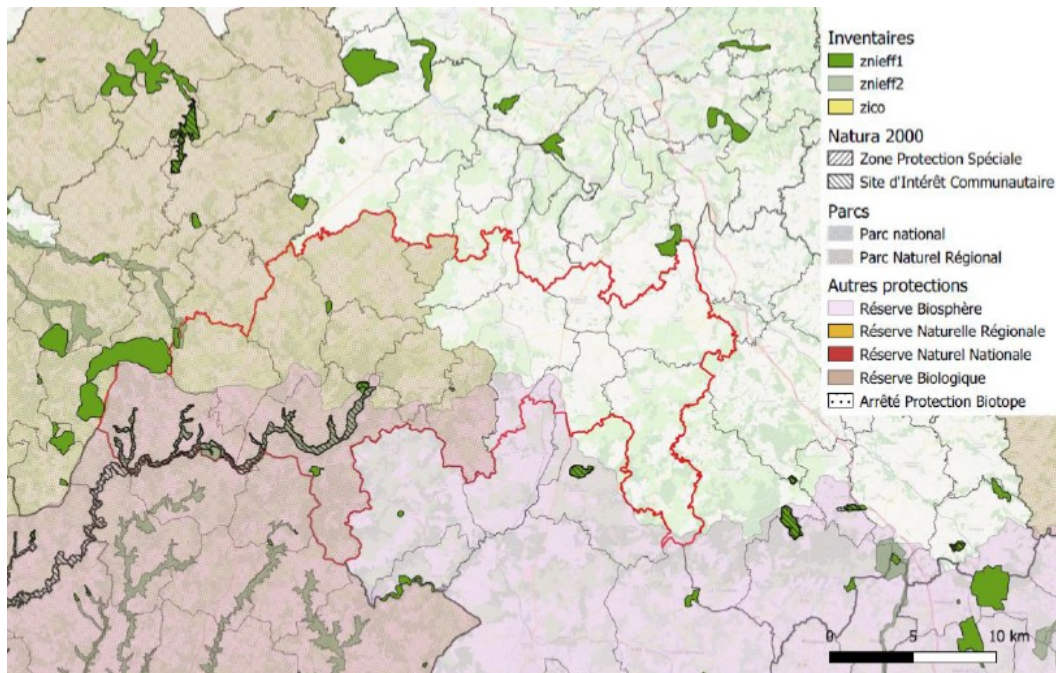 Inventaires
znieff1
znieff2
zico
Natura 2000
Zone Protection Spéciale
Site d'Intérêt Communautaire
Parcs
Parc national
Parc Naturel Régional
Autres protections
Réserve Biosphère
Réserve Naturelle Régionale
Réserve Naturel Nationale
Réserve Biologique
Arrêté Protection Biotope
0 5 10 km